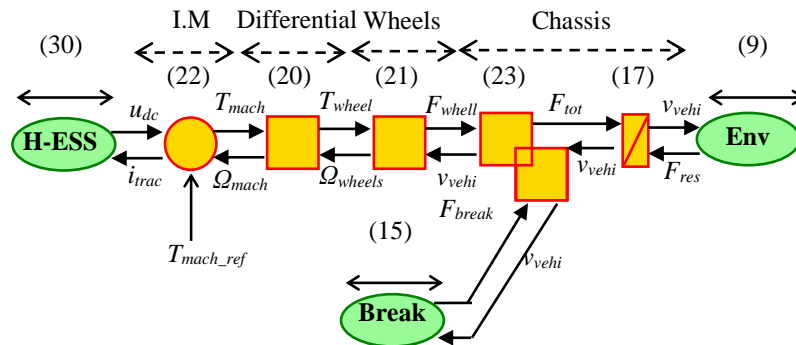 I.M Differential Wheels Chassis
(30) (22) (20) (21) (23) (17) (9)
u_dc T_mach T_wheel F_whell F_tot v_vehi
H-ESS Env
i_trac Ω_mach Ω_wheels v_vehi v_vehi F_res
F_break
T_mach_ref (15) v_vehi
Break